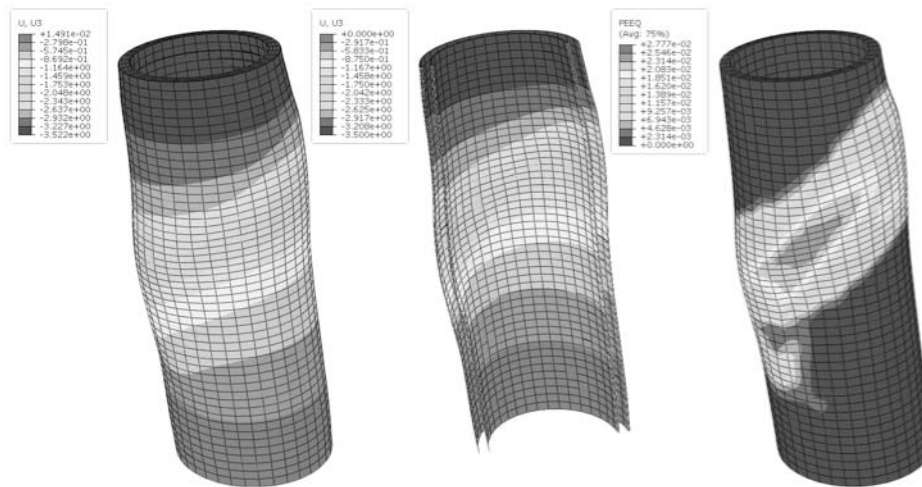 U, U3
+1.491e-02
-2.798e-01
-5.745e-01
-8.692e-01
-1.164e+00
-1.459e+00
-1.753e+00
-2.048e+00
-2.343e+00
-2.637e+00
-2.932e+00
-3.227e+00
-3.522e+00
U, U3
+0.000e+00
-2.917e-01
-5.833e-01
-8.750e-01
-1.167e+00
-1.458e+00
-1.750e+00
-2.042e+00
-2.333e+00
-2.625e+00
-2.917e+00
-3.208e+00
-3.500e+00
PEEQ
(Avg: 75%)
+2.777e-02
+2.546e-02
+2.314e-02
+2.083e-02
+1.851e-02
+1.620e-02
+1.389e-02
+1.157e-02
+9.257e-03
+6.943e-03
+4.628e-03
+2.314e-03
+0.000e+00